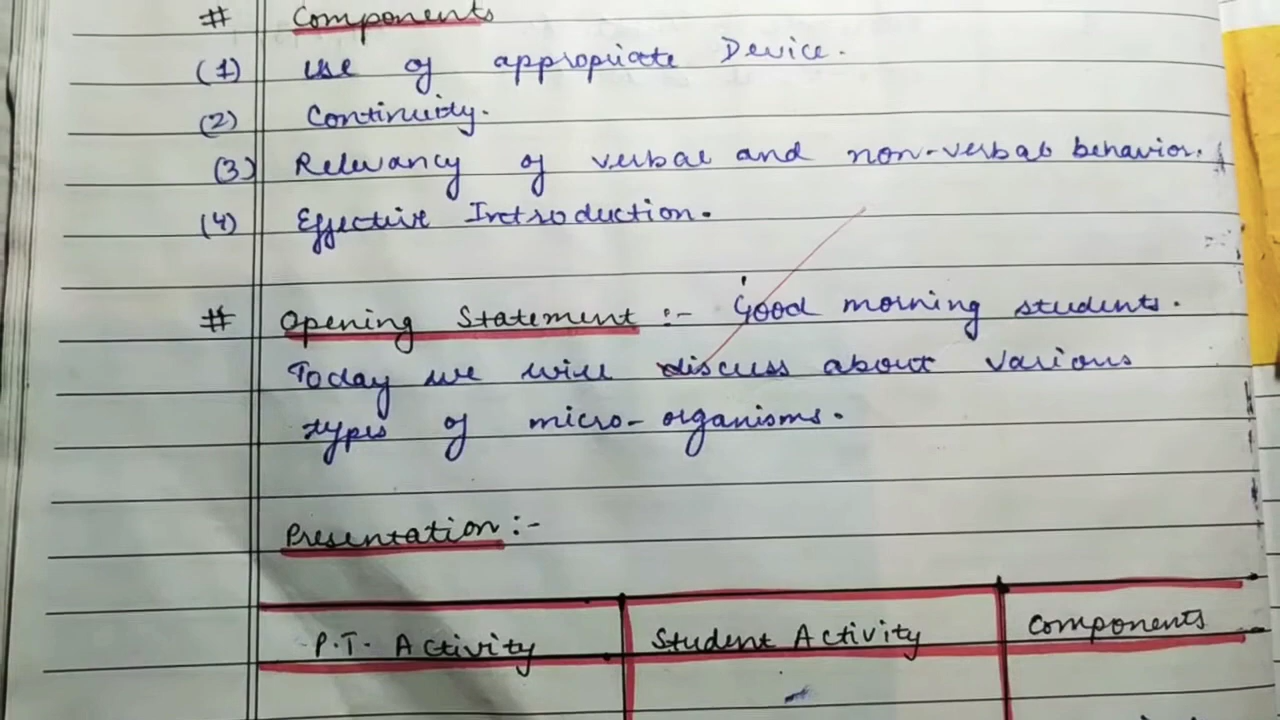 # Components
(1) Use of appropriate Device.
(2) Continuity.
(3) Relevancy of verbal and non-verbal behavior.
(4) Effective Introduction.
# Opening Statement :- Good morning students.
Today we will discuss about various
types of micro-organisms.
Presentation :-
P.T. Activity Student Activity Components